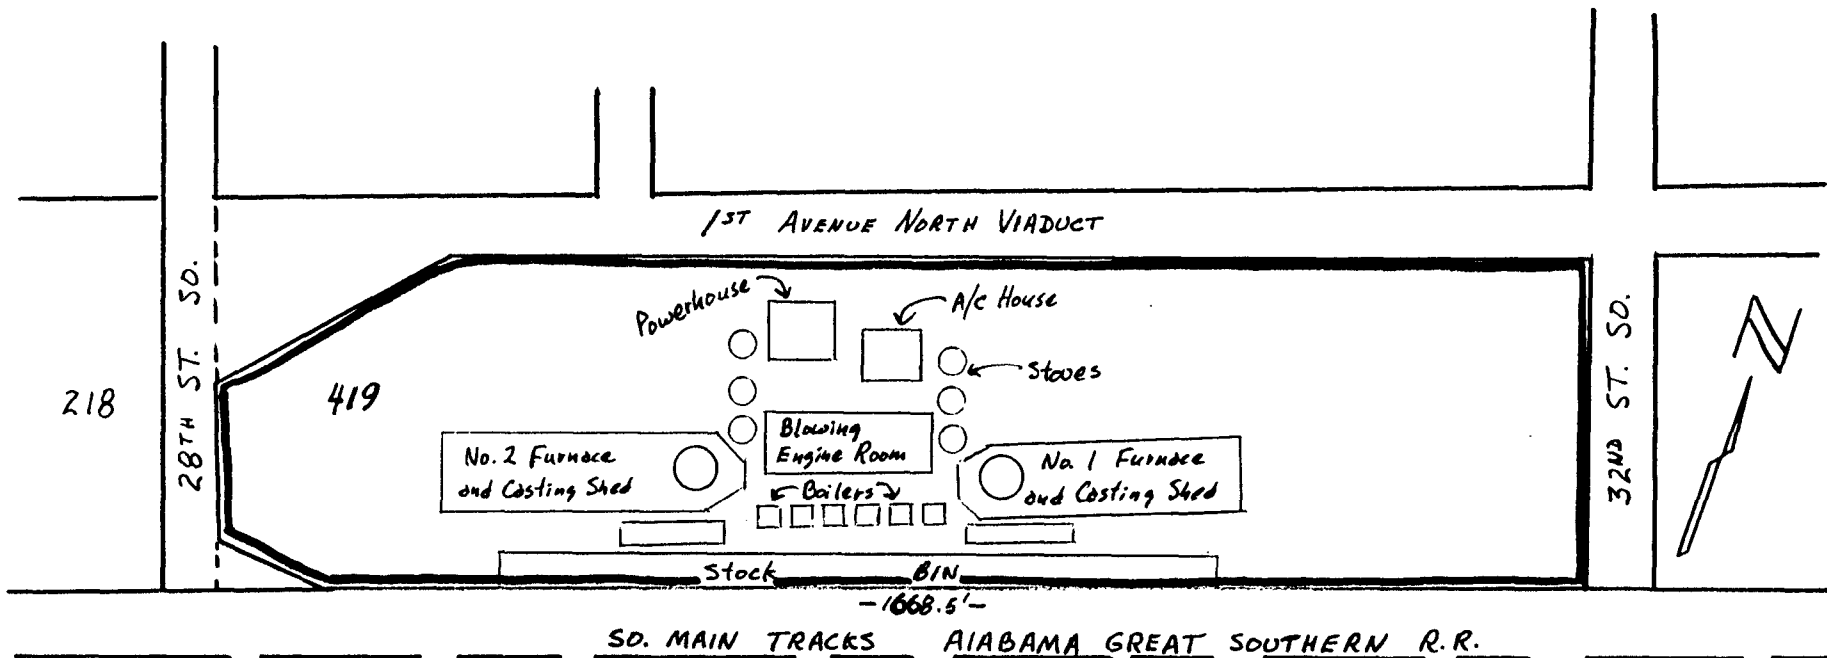 1ST AVENUE NORTH VIADUCT
28TH ST. SO.
32ND ST. SO.
N
218
419
Powerhouse
A/c House
Stoves
Blowing
Engine Room
No. 2 Furnace
and Casting Shed
No. 1 Furnace
and Casting Shed
Boilers
Stock BIN
-1668.5'-
SO. MAIN TRACKS AlABAMA GREAT SOUTHERN R.R.